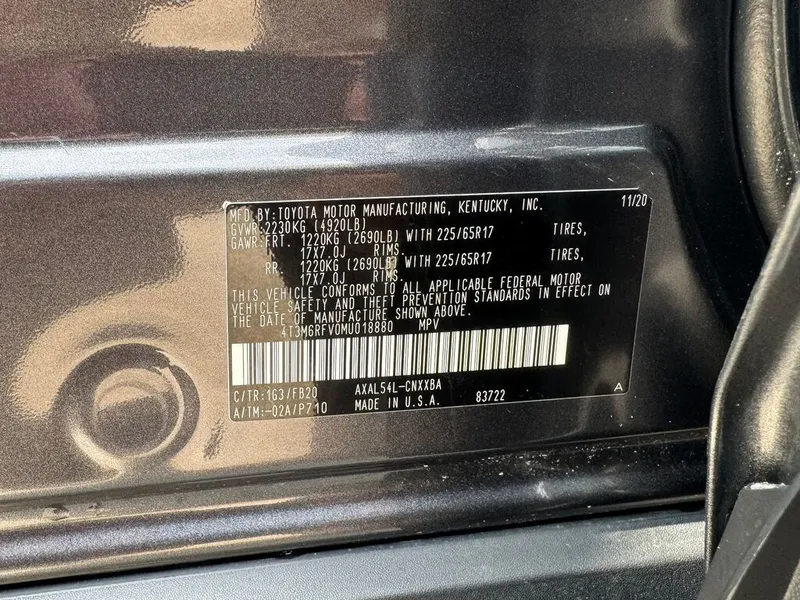 MFD.BY:TOYOTA MOTOR MANUFACTURING, KENTUCKY, INC. 11/20
GVWR:2230KG (4920LB)
GAWR:FRT. 1220KG (2690LB) WITH 225/65R17 TIRES,
17X7.0J RIMS.
RR. 1220KG (2690LB) WITH 225/65R17 TIRES,
17X7.0J RIMS.
THIS VEHICLE CONFORMS TO ALL APPLICABLE FEDERAL MOTOR
VEHICLE SAFETY AND THEFT PREVENTION STANDARDS IN EFFECT ON
THE DATE OF MANUFACTURE SHOWN ABOVE.
4T3M6RFV0MU018880 MPV
C/TR:1G3/FB20 AXAL54L-CNXXBA
A/TM:-02A/P710 MADE IN U.S.A. 83722 A